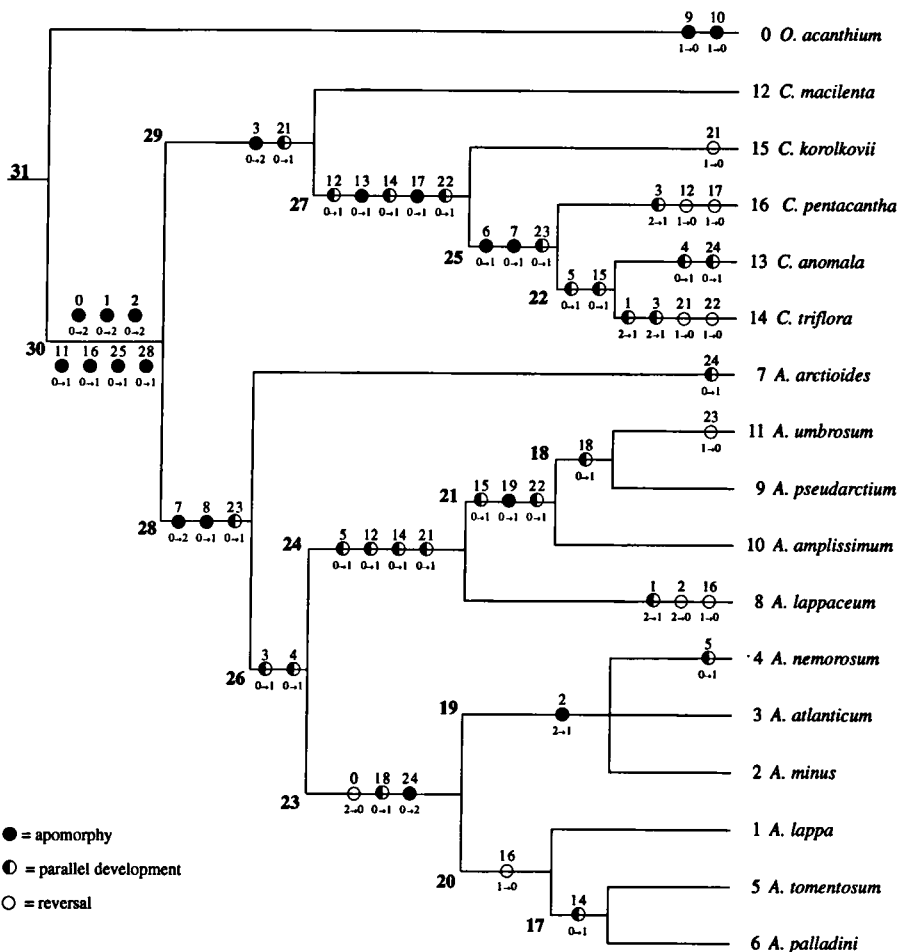 9 10
0 O. acanthium
1→0 1→0
12 C. macilenta
29
3 21
0→2 0→1
21
15 C. korolkovii
1→0
31
12 13 14 17 22
27
0→1 0→1 0→1 0→1 0→1
3 12 17
16 C. pentacantha
2→1 1→0 1→0
6 7 23
25
0→1 0→1 0→1
4 24
13 C. anomala
0→1 0→1
5 15
22
0→1 0→1
1 3 21 22
14 C. triflora
2→1 2→1 1→0 1→0
0 1 2
0→2 0→2 0→2
30
11 16 25 28
0→1 0→1 0→1 0→1
7 A. arctioides
24
0→1
23
11 A. umbrosum
1→0
18
18
0→1
9 A. pseudarctium
21
15 19 22
0→1 0→1 0→1
28
7 8 23
0→2 0→1 0→1
24
5 12 14 21
0→1 0→1 0→1 0→1
10 A. amplissimum
1 2 16
8 A. lappaceum
2→1 2→0 1→0
26
3 4
0→1 0→1
5
4 A. nemorosum
0→1
19
2
2→1
3 A. atlanticum
2 A. minus
23
0 18 24
2→0 0→1 0→2
= apomorphy
1 A. lappa
= parallel development
20
16
1→0
5 A. tomentosum
= reversal
17
14
0→1
6 A. palladini